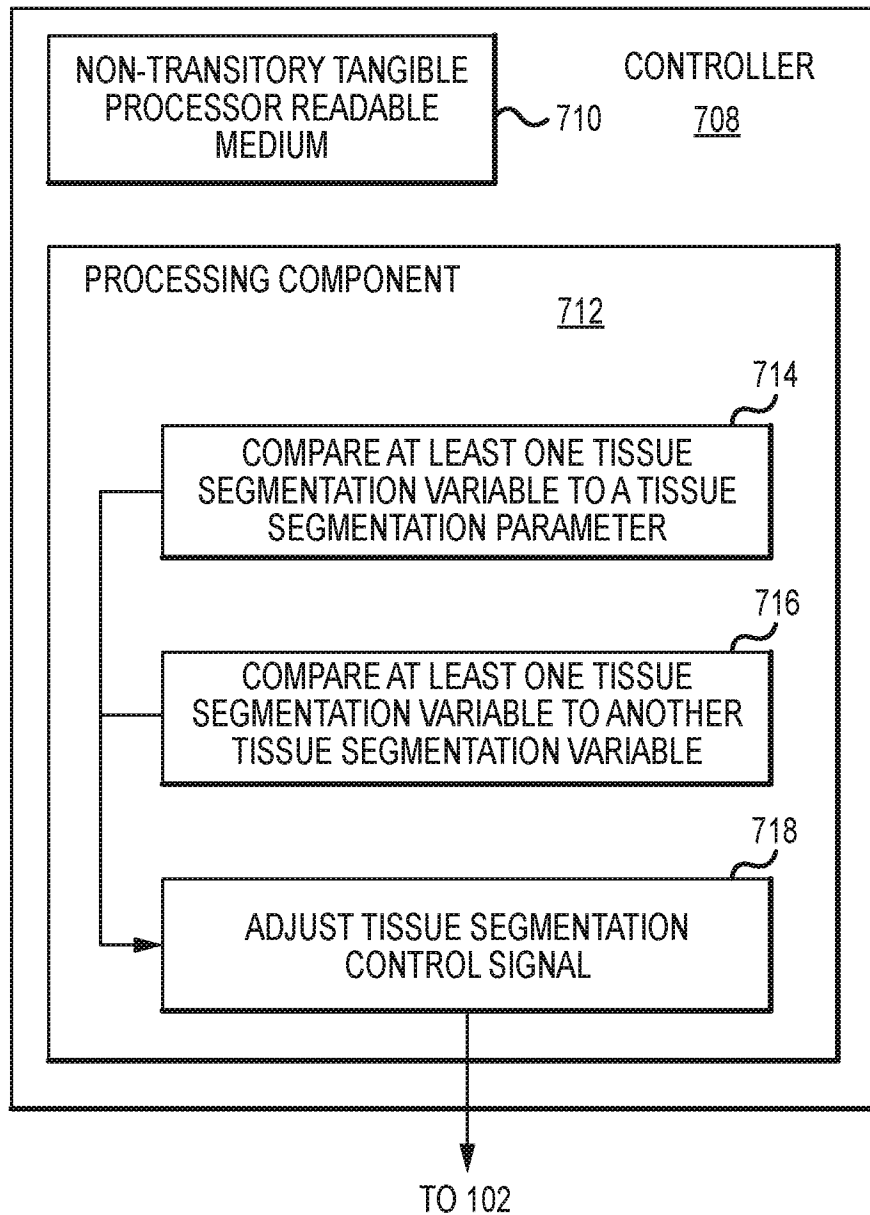 NON-TRANSITORY TANGIBLE
PROCESSOR READABLE
MEDIUM
710
CONTROLLER
708
PROCESSING COMPONENT
712
714
COMPARE AT LEAST ONE TISSUE
SEGMENTATION VARIABLE TO A TISSUE
SEGMENTATION PARAMETER
716
COMPARE AT LEAST ONE TISSUE
SEGMENTATION VARIABLE TO ANOTHER
TISSUE SEGMENTATION VARIABLE
718
ADJUST TISSUE SEGMENTATION
CONTROL SIGNAL
TO 102